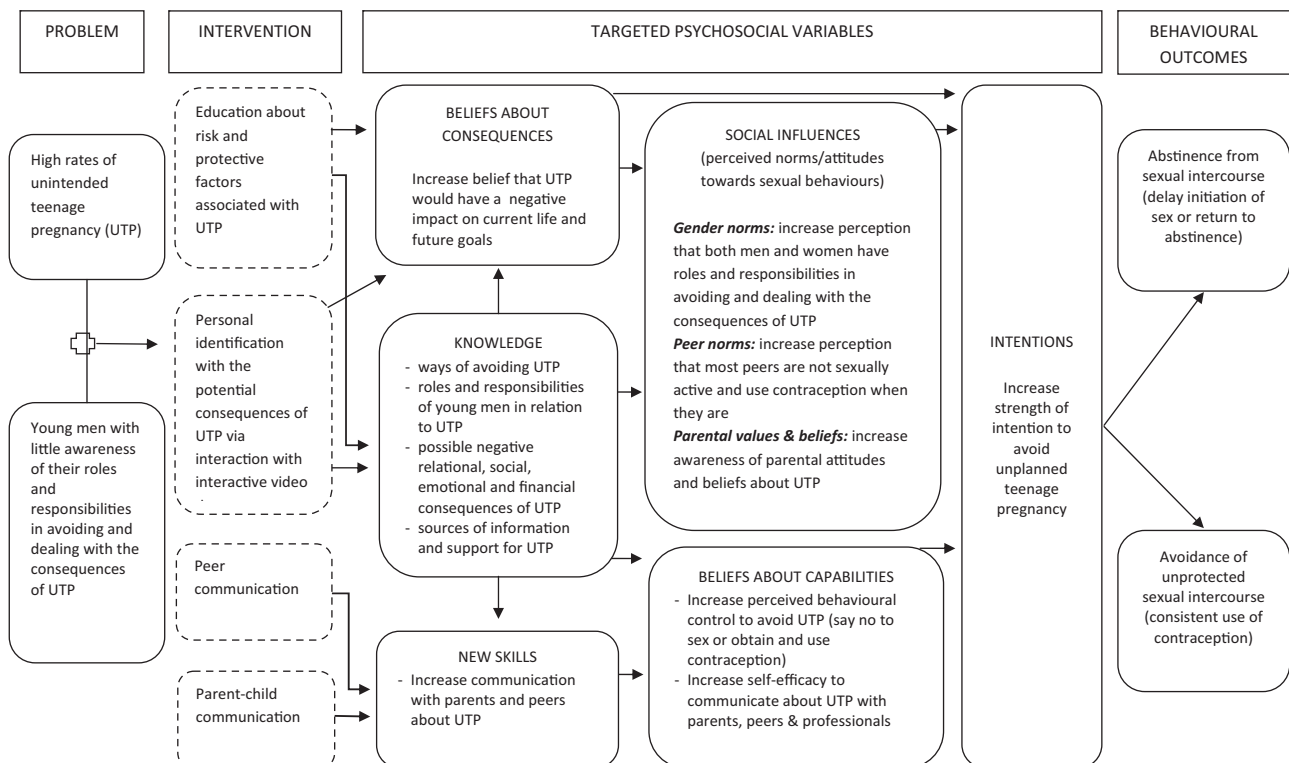 PROBLEM
INTERVENTION
TARGETED PSYCHOSOCIAL VARIABLES
BEHAVIOURAL
OUTCOMES
High rates of
unintended
teenage
pregnancy (UTP)
Young men with
little awareness
of their roles
and
responsibilities
in avoiding and
dealing with the
consequences
of UTP
Education about
risk and
protective
factors
associated with
UTP
Personal
identification
with the
potential
consequences of
UTP via
interaction with
interactive video
Peer
communication
Parent-child
communication
BELIEFS ABOUT
CONSEQUENCES
Increase belief that UTP
would have a negative
impact on current life and
future goals
KNOWLEDGE
- ways of avoiding UTP
- roles and responsibilities
of young men in relation
to UTP
- possible negative
relational, social,
emotional and financial
consequences of UTP
- sources of information
and support for UTP
NEW SKILLS
- Increase communication
with parents and peers
about UTP
SOCIAL INFLUENCES
(perceived norms/attitudes
towards sexual behaviours)
Gender norms: increase perception
that both men and women have
roles and responsibilities in
avoiding and dealing with the
consequences of UTP
Peer norms: increase perception
that most peers are not sexually
active and use contraception when
they are
Parental values & beliefs: increase
awareness of parental attitudes
and beliefs about UTP
BELIEFS ABOUT CAPABILITIES
- Increase perceived behavioural
control to avoid UTP (say no to
sex or obtain and use
contraception)
- Increase self-efficacy to
communicate about UTP with
parents, peers & professionals
INTENTIONS
Increase
strength of
intention to
avoid
unplanned
teenage
pregnancy
Abstinence from
sexual intercourse
(delay initiation of
sex or return to
abstinence)
Avoidance of
unprotected
sexual intercourse
(consistent use of
contraception)